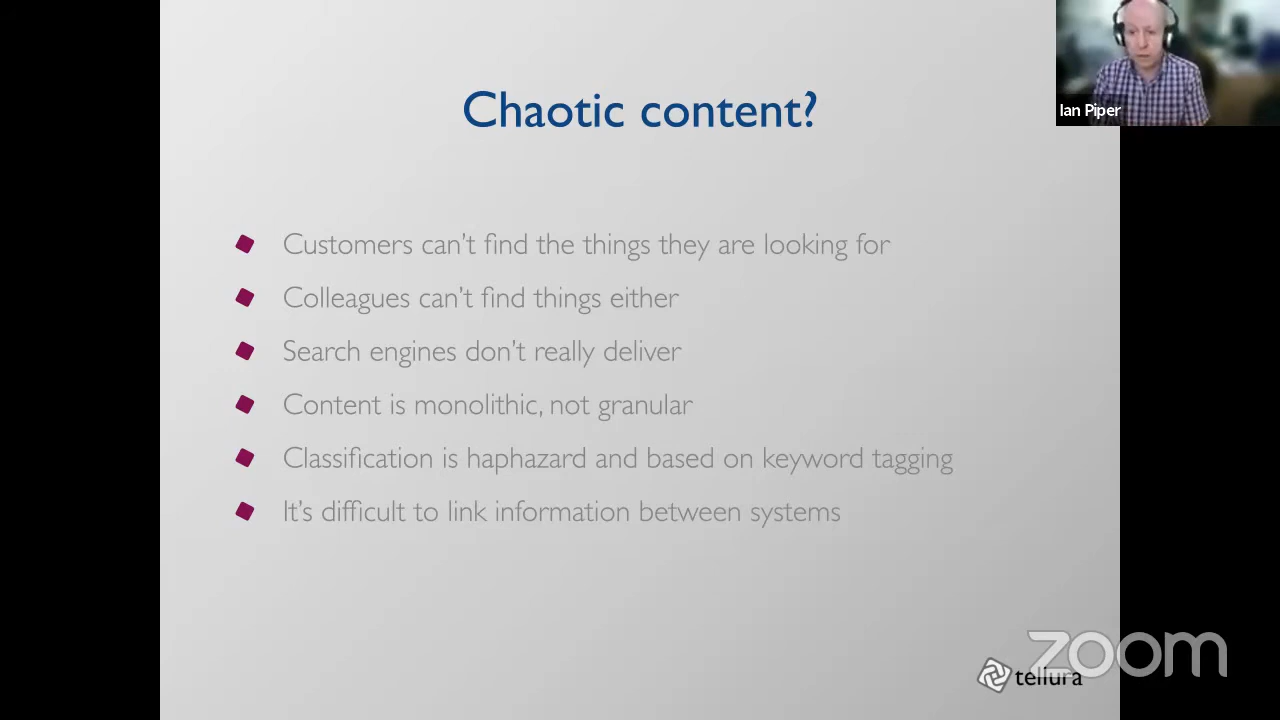 Chaotic content?
Ian Piper
Customers can't find the things they are looking for
Colleagues can't find things either
Search engines don't really deliver
Content is monolithic, not granular
Classification is haphazard and based on keyword tagging
It's difficult to link information between systems
zoom
tellura